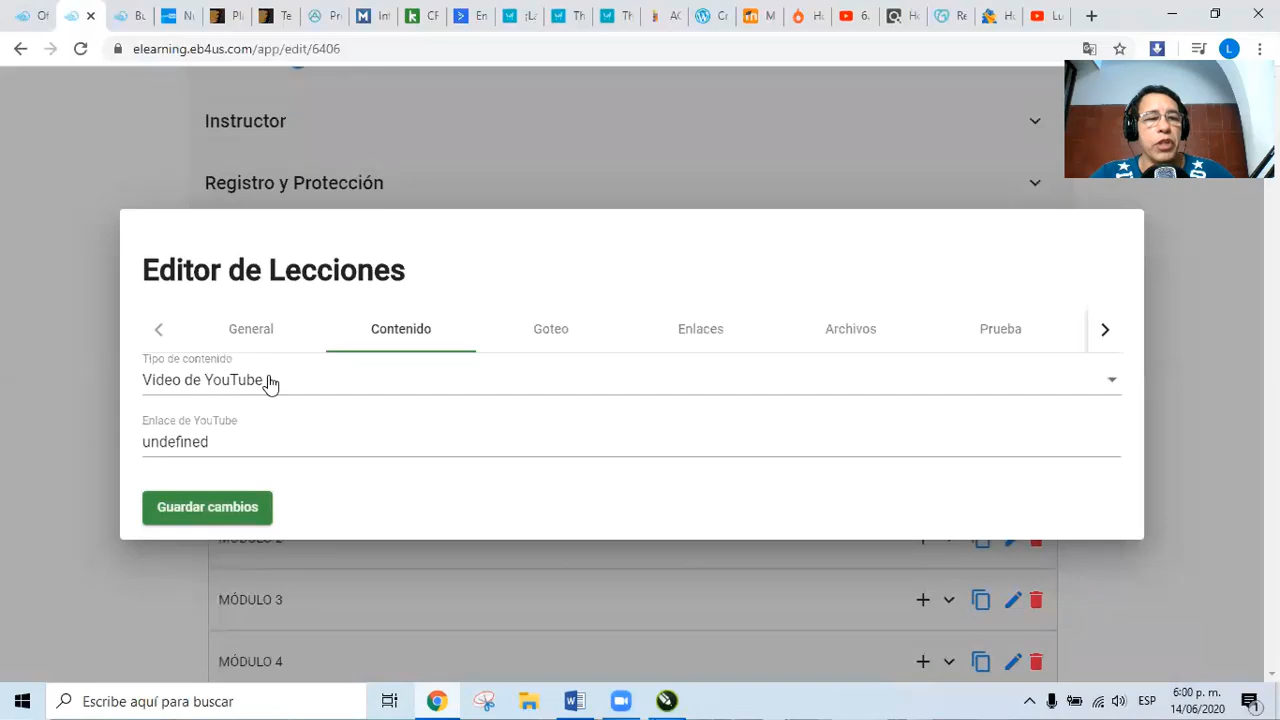 elearning.eb4us.com/app/edit/6406
Instructor
Registro y Protección
Editor de Lecciones
General
Contenido
Goteo
Enlaces
Archivos
Prueba
Tipo de contenido
Video de YouTube
Enlace de YouTube
undefined
Guardar cambios
MÓDULO 3
MÓDULO 4
Escribe aquí para buscar
ESP
6:00 p. m.
14/06/2020